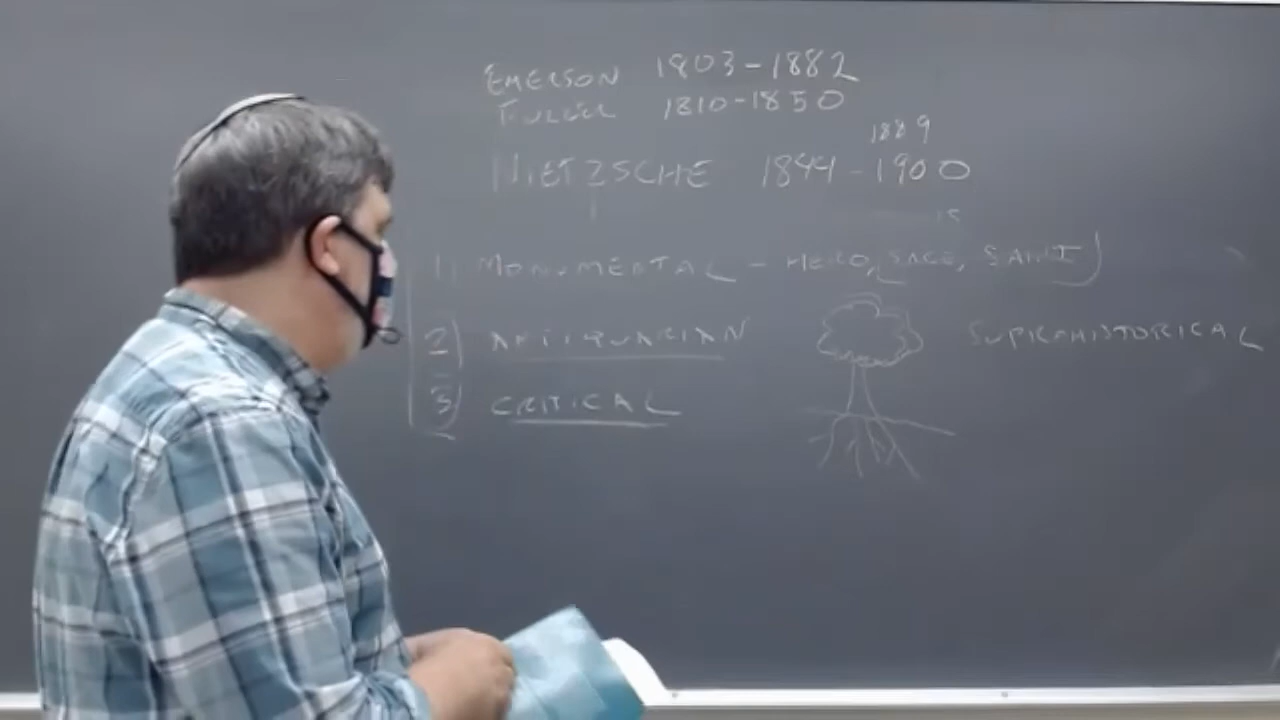 EMERSON 1803-1882
FULLER 1810-1850
1889
NIETZSCHE 1844-1900
1) MONUMENTAL - HERO, (SAGE, SAINT)
2) ANTIQUARIAN SUPRAHISTORICAL
3) CRITICAL